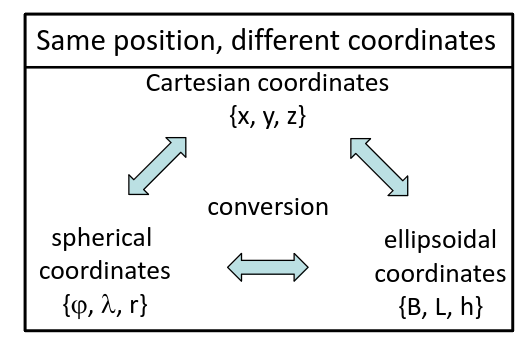 Same position, different coordinates
Cartesian coordinates
{x, y, z}
conversion
spherical
coordinates
{φ, λ, r}
ellipsoidal
coordinates
{B, L, h}